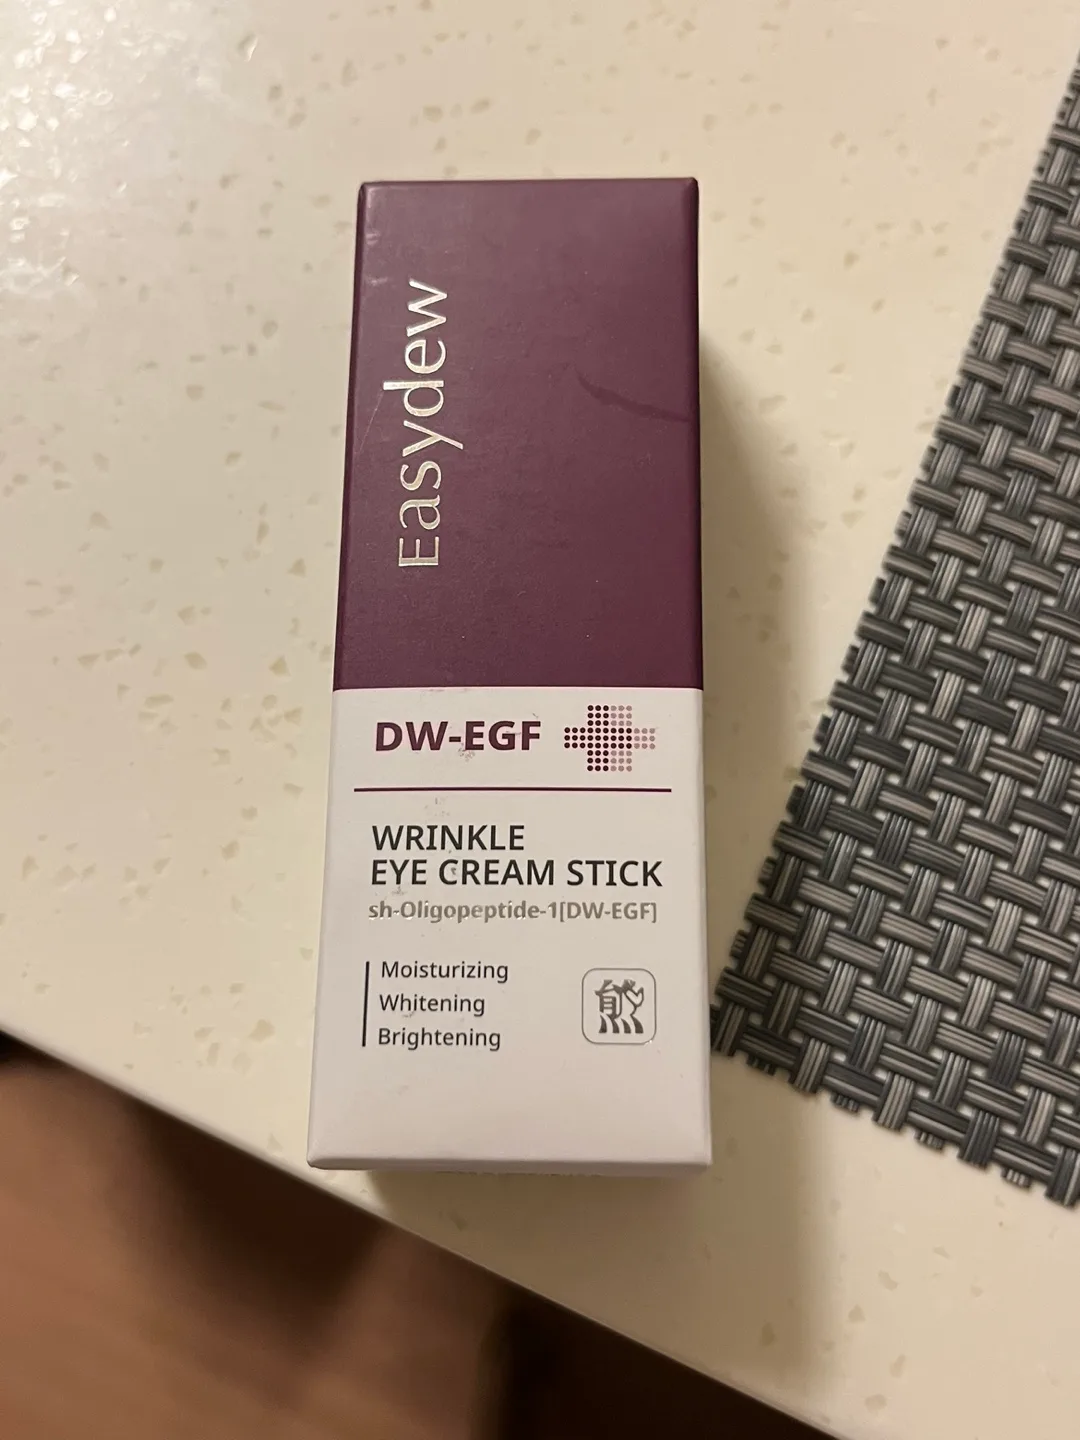 Easydew
DW-EGF
WRINKLE
EYE CREAM STICK
sh-Oligopeptide-1[DW-EGF]
Moisturizing
Whitening
Brightening